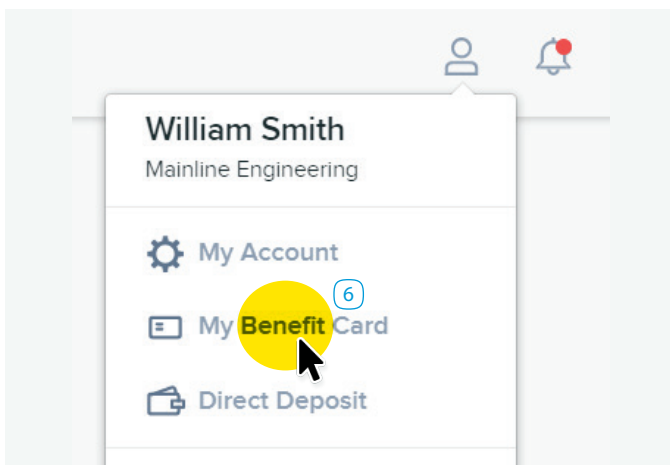 William Smith
Mainline Engineering
My Account
6
My Benefit Card
Direct Deposit